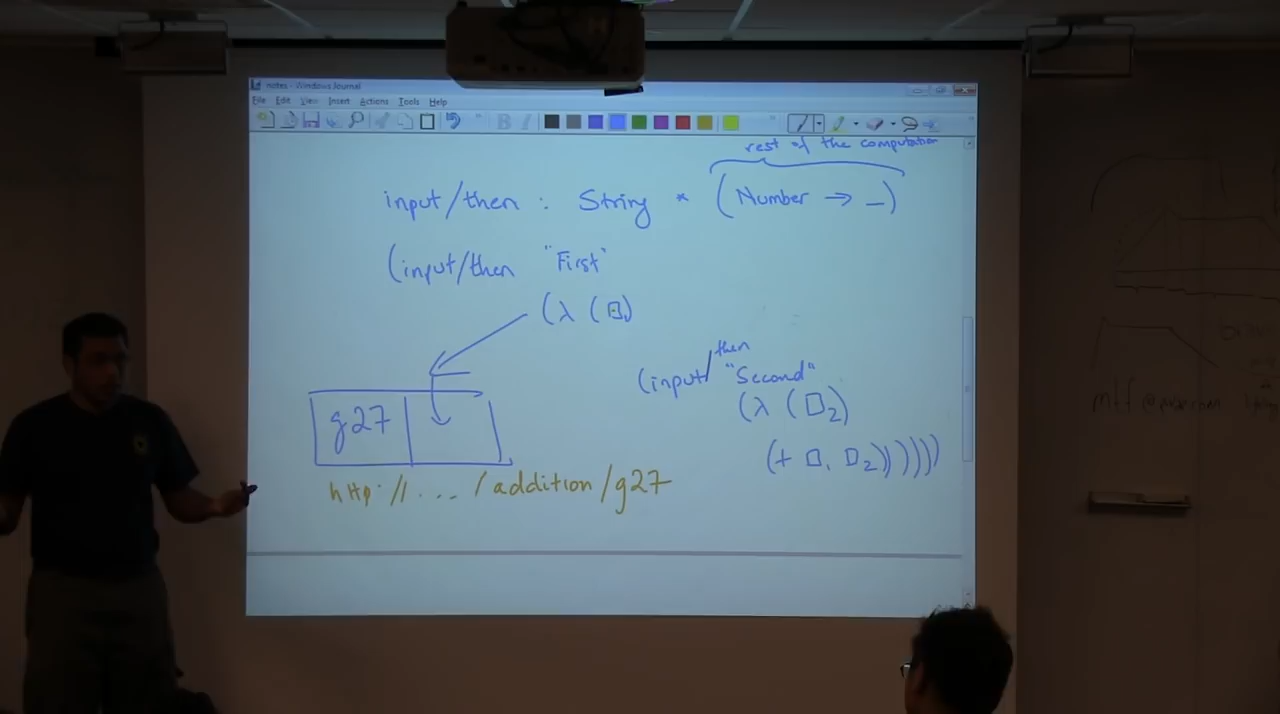 notes - Windows Journal
File Edit View Insert Actions Tools Help
rest of the computation
input/then : String * (Number → _)
(input/then "First"
(λ (□₁)
(input/then "Second"
(λ (□₂)
(+ □₁ □₂)))))
g27
http://.../addition/g27